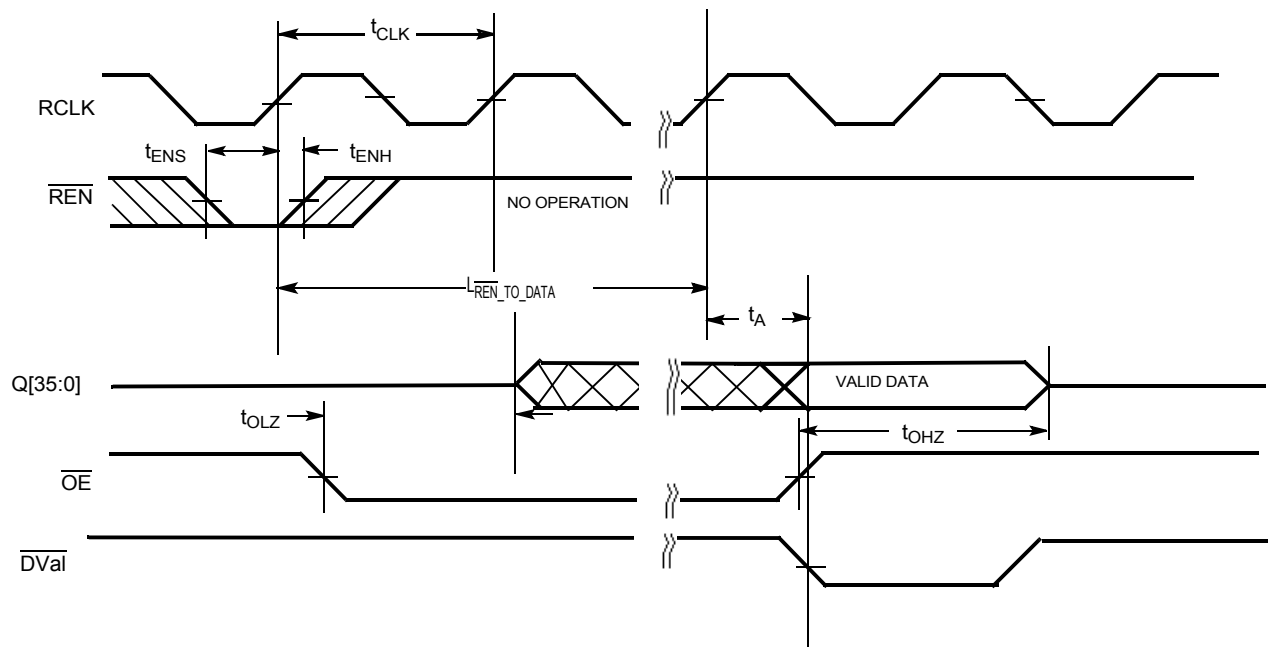 tCLK
RCLK
tENS
tENH
REN
NO OPERATION
LREN_TO_DATA
tA
Q[35:0]
VALID DATA
tOLZ
tOHZ
OE
DVal